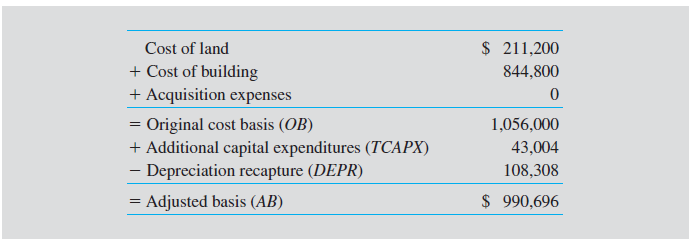 Cost of land $ 211,200
+ Cost of building 844,800
+ Acquisition expenses 0
= Original cost basis (OB) 1,056,000
+ Additional capital expenditures (TCAPX) 43,004
− Depreciation recapture (DEPR) 108,308
= Adjusted basis (AB) $ 990,696